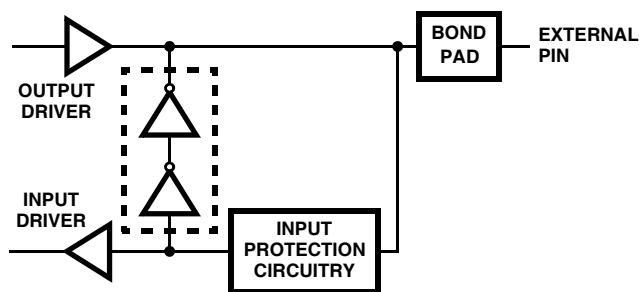 OUTPUT
DRIVER
BOND
PAD
EXTERNAL
PIN
INPUT
DRIVER
INPUT
PROTECTION
CIRCUITRY